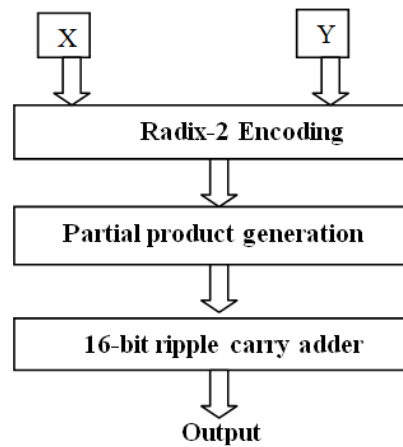 X
Y
Radix-2 Encoding
Partial product generation
16-bit ripple carry adder
Output